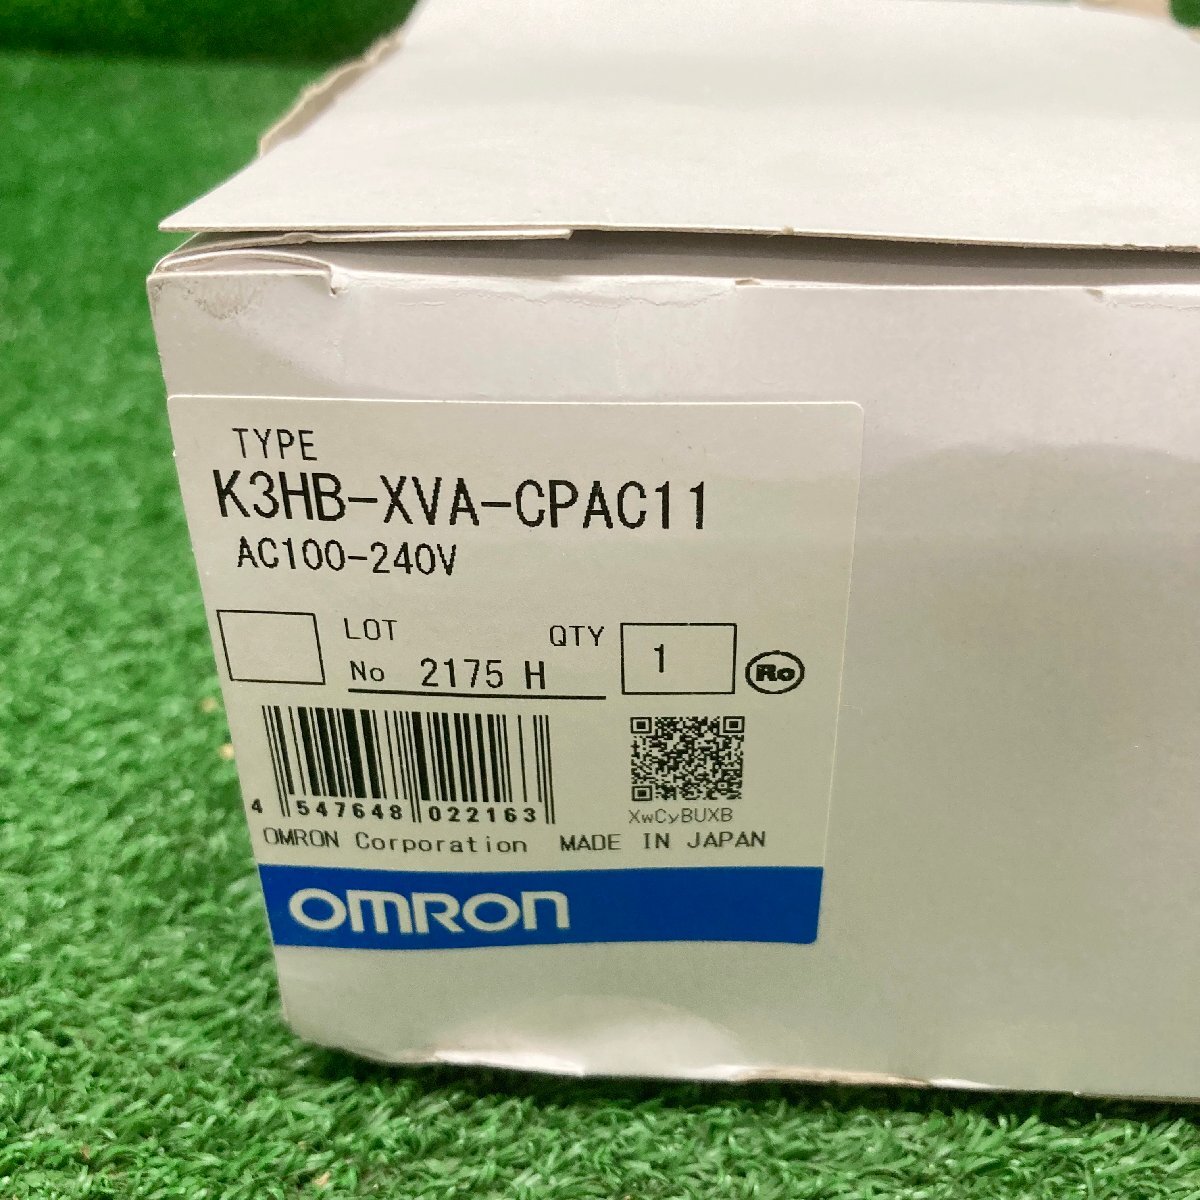 TYPE
K3HB-XVA-CPAC11
AC100-240V
LOT
No 2175 H
QTY
1
Ro
4 547648 022163
XwCyBUXB
OMRON Corporation MADE IN JAPAN
OMRON